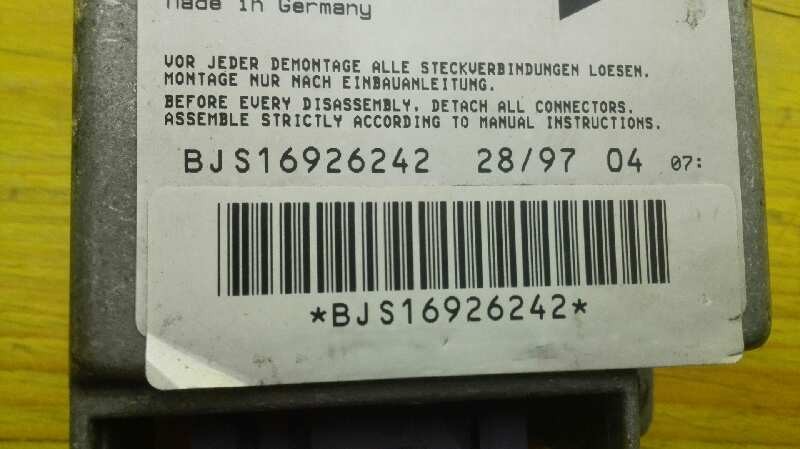 Made in Germany
VOR JEDER DEMONTAGE ALLE STECKVERBINDUNGEN LOESEN.
MONTAGE NUR NACH EINBAUANLEITUNG.
BEFORE EVERY DISASSEMBLY, DETACH ALL CONNECTORS.
ASSEMBLE STRICTLY ACCORDING TO MANUAL INSTRUCTIONS.
BJS16926242 28/97 04 07:
*BJS16926242*